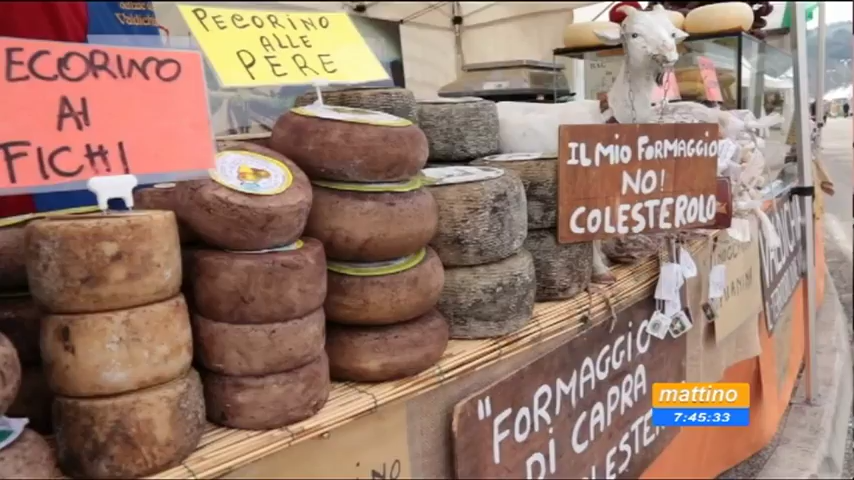 PECORINO
ALLE
PERE
ECORINO
AI
FICHI
IL MIO FORMAGGIO
NO!
COLESTEROLO
"FORMAGGIO
DI CAPRA
mattino
7:45:33